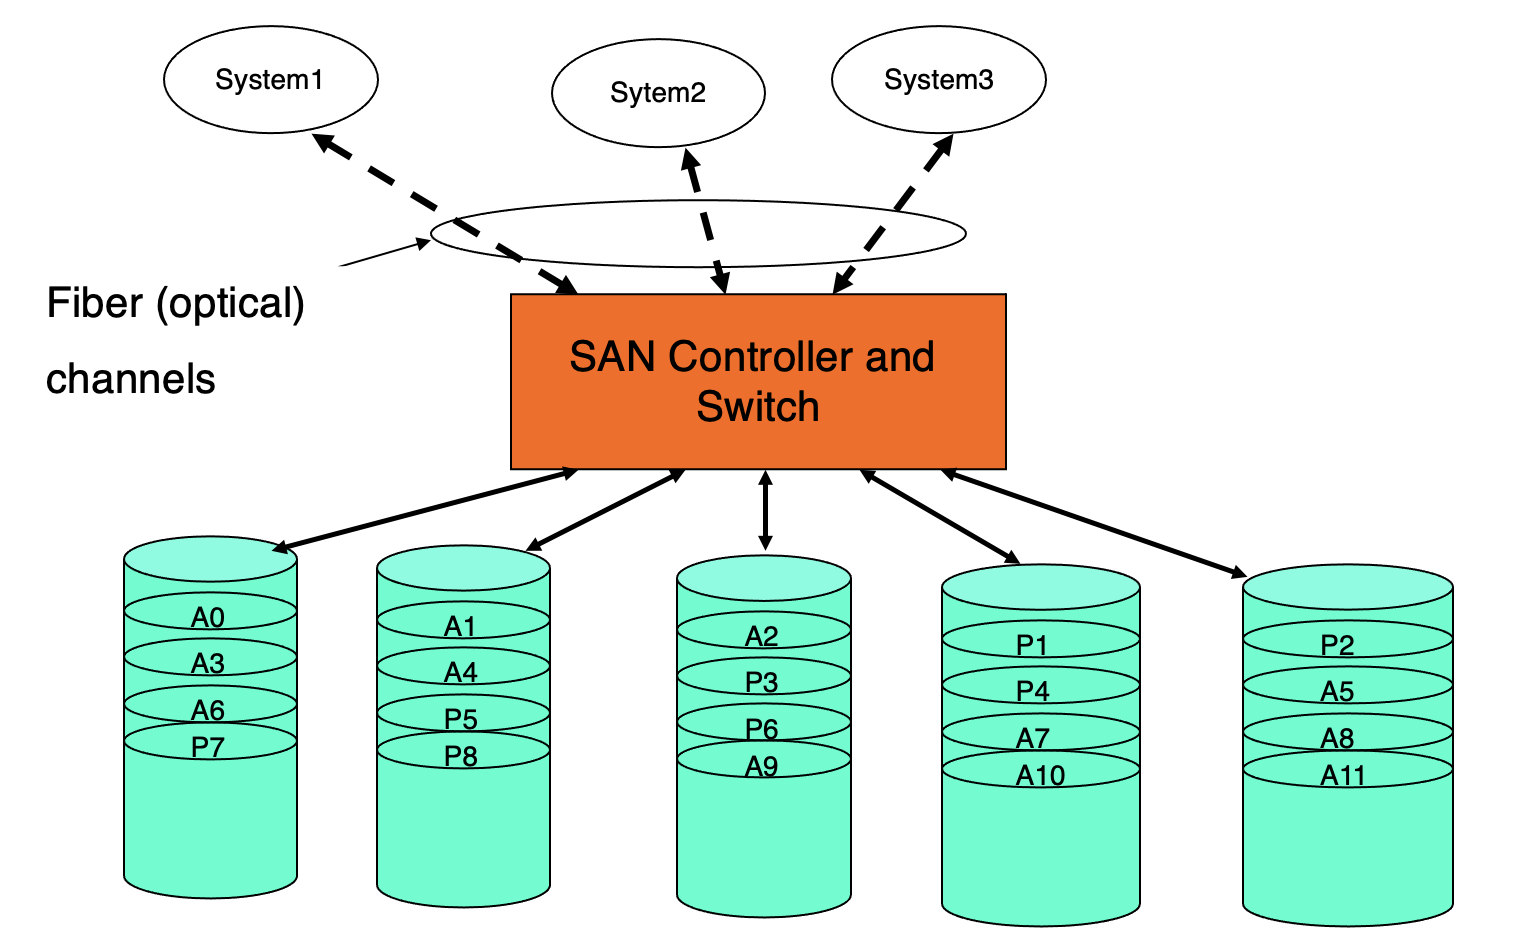 System1
Sytem2
System3
Fiber (optical)
channels
SAN Controller and
Switch
A0
A3
A6
P7
A1
A4
P5
P8
A2
P3
P6
A9
P1
P4
A7
A10
P2
A5
A8
A11